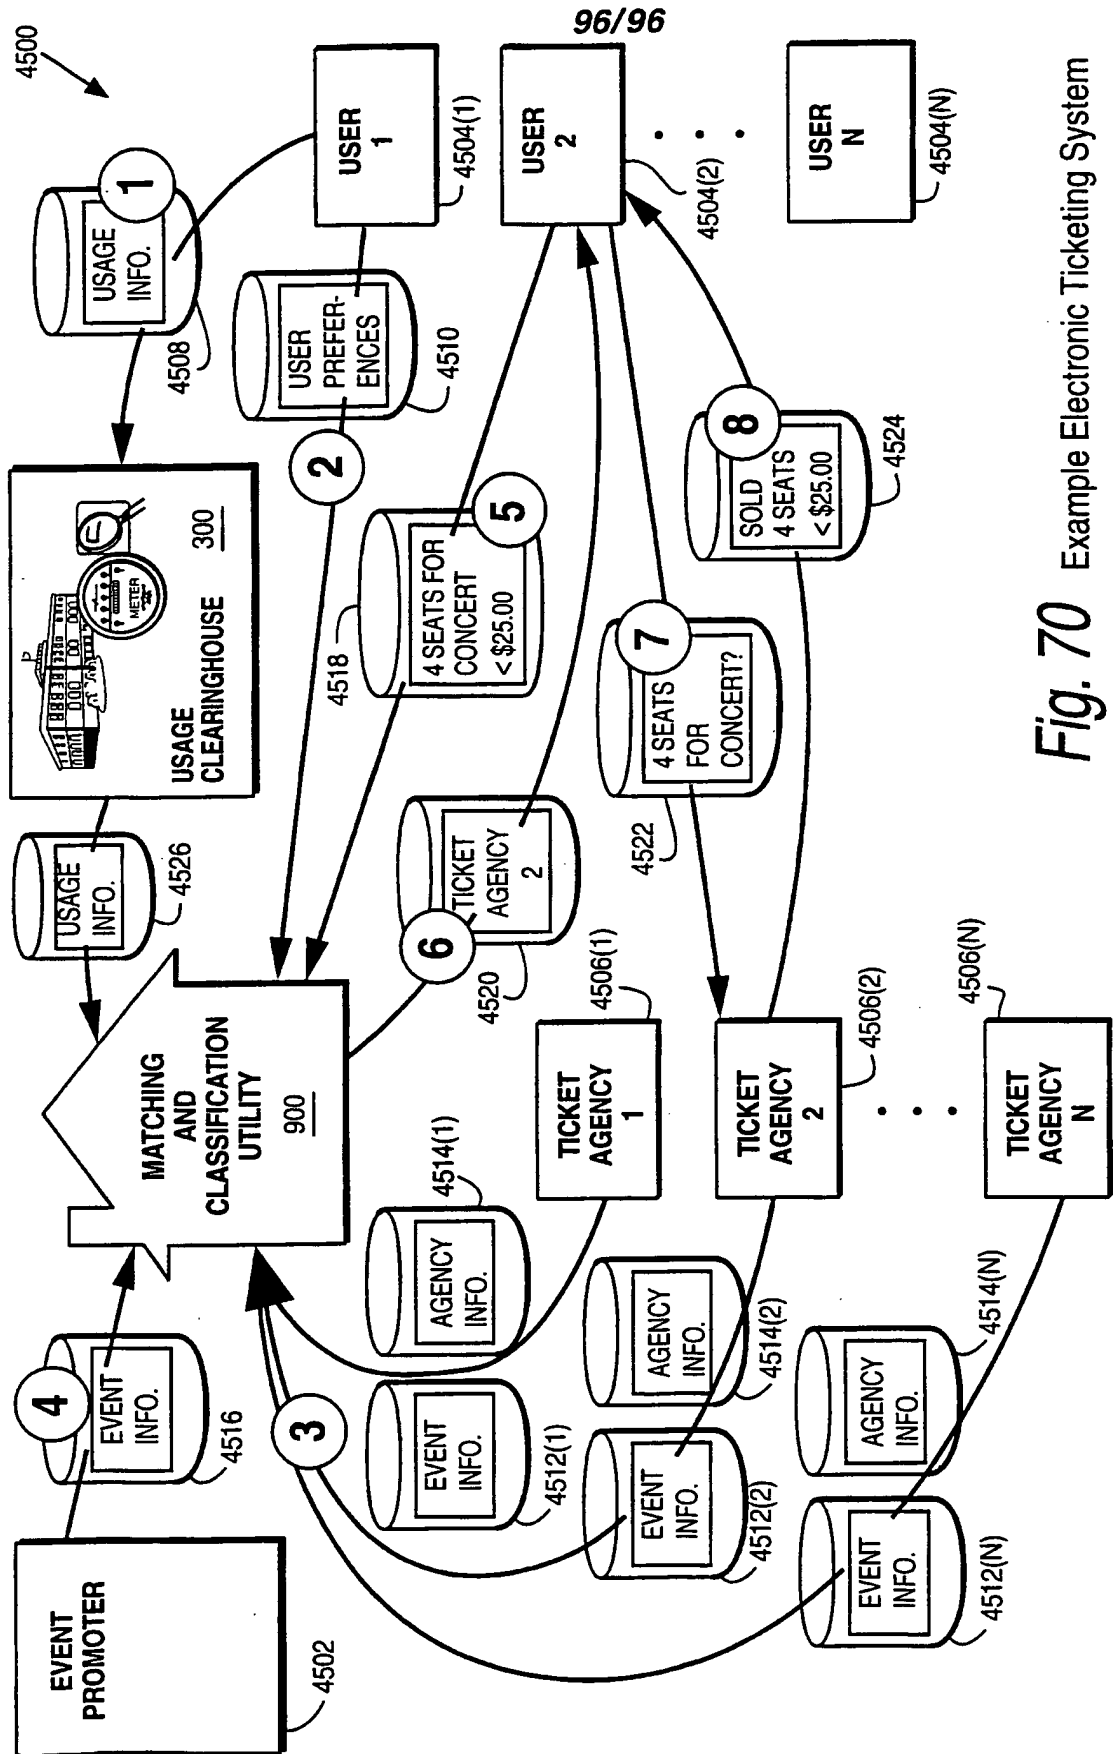 96/96
4500
EVENT
PROMOTER
4502
4
EVENT
INFO.
4516
MATCHING
AND
CLASSIFICATION
UTILITY
900
USAGE
INFO.
4526
METER
USAGE
CLEARINGHOUSE
300
USAGE
INFO.
1
4508
USER
1
4504(1)
2
USER
PREFER-
ENCES
4510
3
EVENT
INFO.
4512(1)
AGENCY
INFO.
4514(1)
4 SEATS FOR
CONCERT
< $25.00
5
4518
6
TICKET
AGENCY
2
4520
USER
2
4504(2)
TICKET
AGENCY
1
4506(1)
EVENT
INFO.
4512(2)
AGENCY
INFO.
4514(2)
4 SEATS
FOR
CONCERT?
7
4522
SOLD
4 SEATS
< $25.00
8
4524
TICKET
AGENCY
2
4506(2)
USER
N
4504(N)
EVENT
INFO.
4512(N)
AGENCY
INFO.
4514(N)
TICKET
AGENCY
N
4506(N)
Fig. 70 Example Electronic Ticketing System